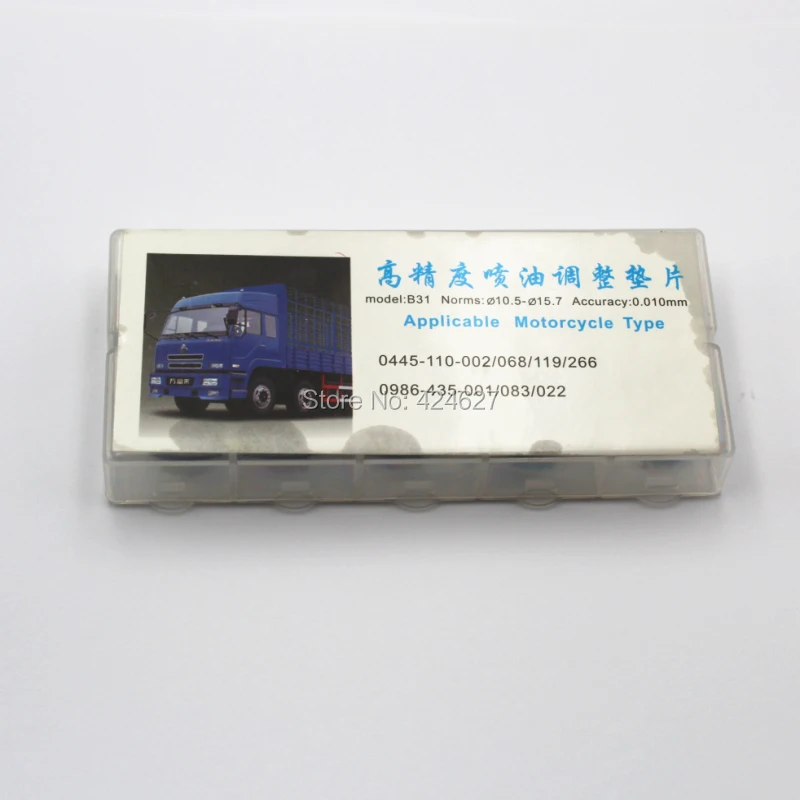 高精度喷油调整垫片
model:B31 Norms:ø10.5-ø15.7 Accuracy:0.010mm
Applicable Motorcycle Type
0445-110-002/068/119/266
0986-435-001/083/022
Store No: 424627